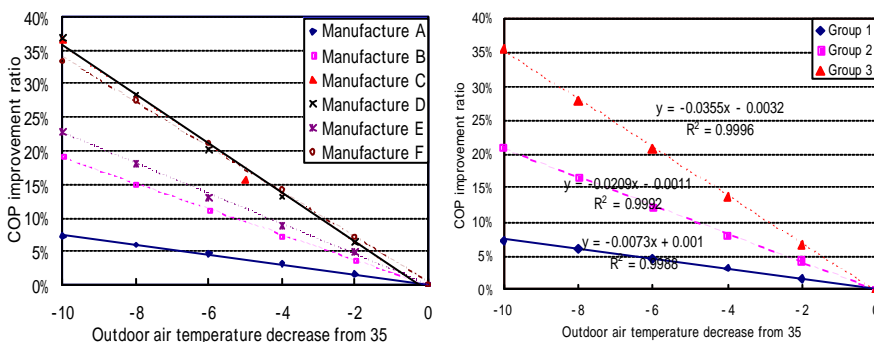 40%
35%
30%
25%
20%
15%
10%
5%
0%
COP improvement ratio
-10
-8
-6
-4
-2
0
Outdoor air temperature decrease from 35
Manufacture A
Manufacture B
Manufacture C
Manufacture D
Manufacture E
Manufacture F
40%
35%
30%
25%
20%
15%
10%
5%
0%
COP improvement ratio
-10
-8
-6
-4
-2
0
Outdoor air temperature decrease from 35
Group 1
Group 2
Group 3
y = -0.0355x - 0.0032
R² = 0.9996
y = -0.0209x - 0.0011
R² = 0.9992
y = -0.0073x + 0.001
R² = 0.9988